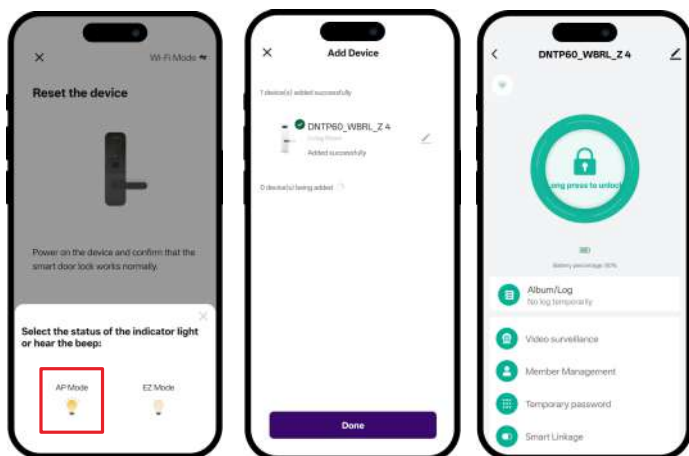 Wi-Fi Mode
Reset the device
Power on the device and confirm that the
smart door lock works normally.
Select the status of the indicator light
or hear the beep:
AP Mode
EZ Mode
Add Device
1 device(s) added successfully
DNTP60_WBRL_Z 4
Added successfully
0 device(s) being added
Done
DNTP60_WBRL_Z 4
ong press to unloc
Battery percentage: 90%
Album/Log
No log temporarily
Video surveillance
Member Management
Temporary password
Smart Linkage